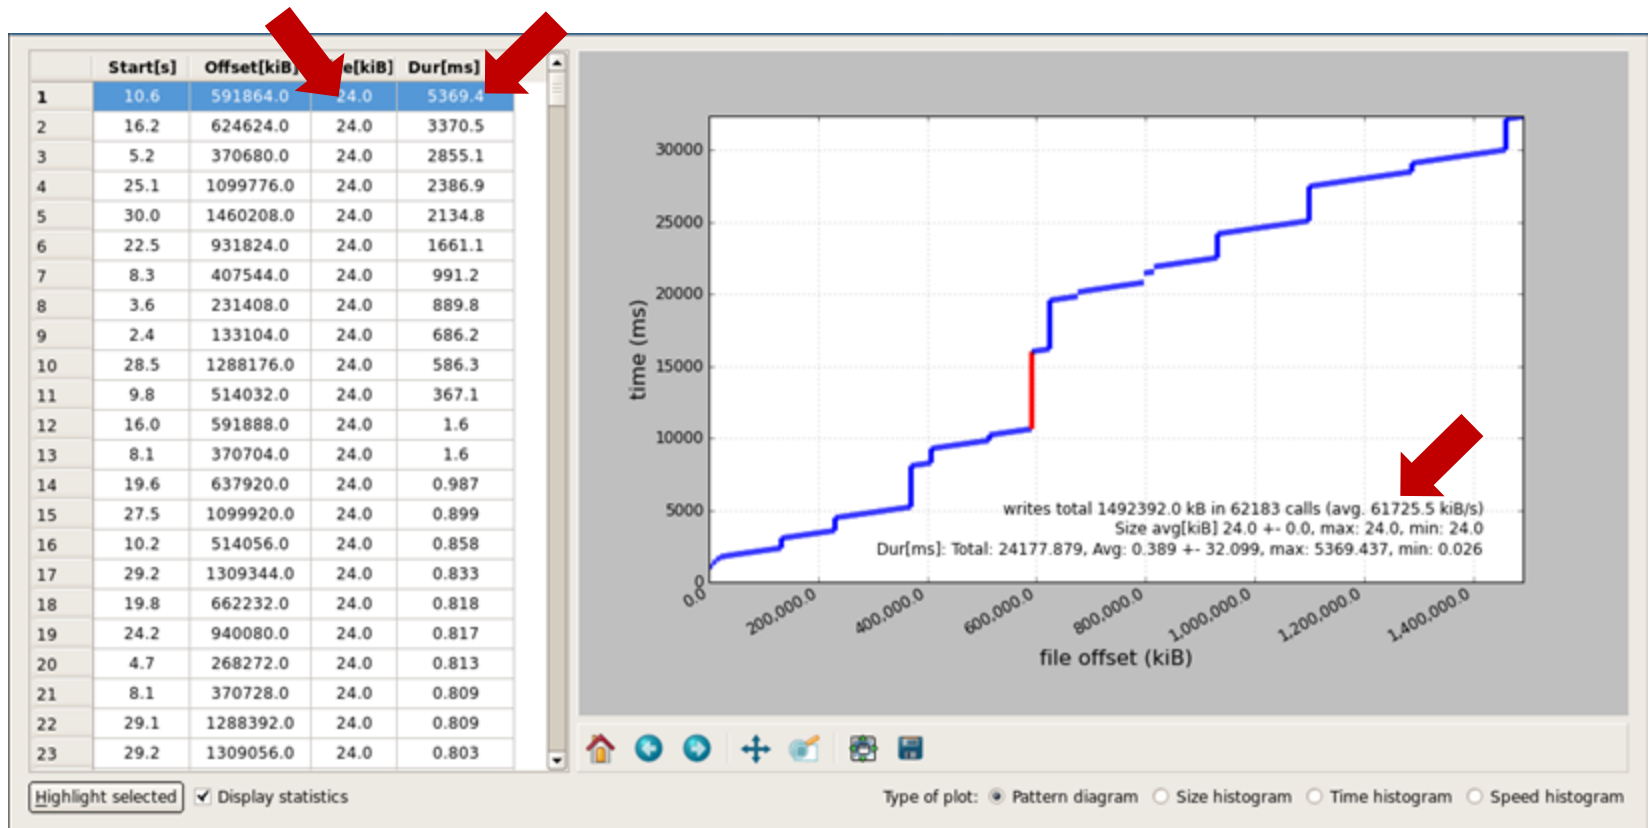 Start[s] Offset[kiB] e[kiB] Dur[ms]
1 10.6 591864.0 24.0 5369.4
2 16.2 624624.0 24.0 3370.5
3 5.2 370680.0 24.0 2855.1
4 25.1 1099776.0 24.0 2386.9
5 30.0 1460208.0 24.0 2134.8
6 22.5 931824.0 24.0 1661.1
7 8.3 407544.0 24.0 991.2
8 3.6 231408.0 24.0 889.8
9 2.4 133104.0 24.0 686.2
10 28.5 1288176.0 24.0 586.3
11 9.8 514032.0 24.0 367.1
12 16.0 591888.0 24.0 1.6
13 8.1 370704.0 24.0 1.6
14 19.6 637920.0 24.0 0.987
15 27.5 1099920.0 24.0 0.899
16 10.2 514056.0 24.0 0.858
17 29.2 1309344.0 24.0 0.833
18 19.8 662232.0 24.0 0.818
19 24.2 940080.0 24.0 0.817
20 4.7 268272.0 24.0 0.813
21 8.1 370728.0 24.0 0.809
22 29.1 1288392.0 24.0 0.809
23 29.2 1309056.0 24.0 0.803
time (ms)
30000
25000
20000
15000
10000
5000
0
writes total 1492392.0 kB in 62183 calls (avg. 61725.5 kiB/s)
Size avg[kiB] 24.0 +- 0.0, max: 24.0, min: 24.0
Dur[ms]: Total: 24177.879, Avg: 0.389 +- 32.099, max: 5369.437, min: 0.026
0.0 200,000.0 400,000.0 600,000.0 800,000.0 1,000,000.0 1,200,000.0 1,400,000.0
file offset (kiB)
Highlight selected Display statistics Type of plot: Pattern diagram Size histogram Time histogram Speed histogram